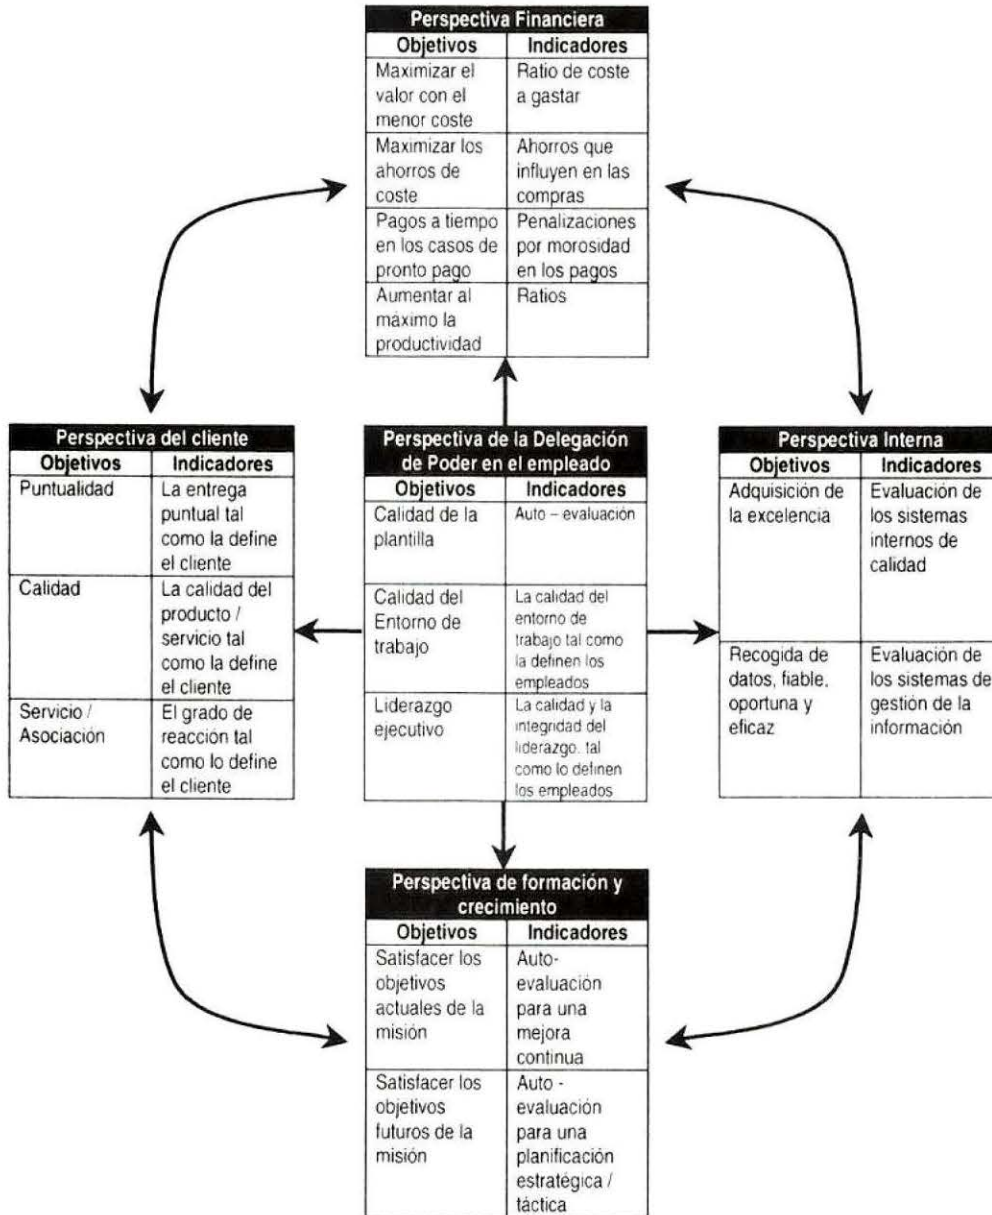 Perspectiva Financiera
Objetivos Indicadores
Maximizar el
valor con el
menor coste
Ratio de coste
a gastar
Maximizar los
ahorros de
coste
Ahorros que
influyen en las
compras
Pagos a tiempo
en los casos de
pronto pago
Penalizaciones
por morosidad
en los pagos
Aumentar al
máximo la
productividad
Ratios
Perspectiva del cliente
Objetivos Indicadores
Puntualidad
La entrega
puntual tal
como la define
el cliente
Calidad
La calidad del
producto /
servicio tal
como la define
el cliente
Servicio /
Asociación
El grado de
reacción tal
como lo define
el cliente
Perspectiva de la Delegación
de Poder en el empleado
Objetivos Indicadores
Calidad de la
plantilla
Auto – evaluación
Calidad del
Entorno de
trabajo
La calidad del
entorno de
trabajo tal como
la definen los
empleados
Liderazgo
ejecutivo
La calidad y la
integridad del
liderazgo, tal
como lo definen
los empleados
Perspectiva Interna
Objetivos Indicadores
Adquisición de
la excelencia
Evaluación de
los sistemas
internos de
calidad
Recogida de
datos, fiable,
oportuna y
eficaz
Evaluación de
los sistemas de
gestión de la
información
Perspectiva de formación y
crecimiento
Objetivos Indicadores
Satisfacer los
objetivos
actuales de la
misión
Auto-
evaluación
para una
mejora
continua
Satisfacer los
objetivos
futuros de la
misión
Auto -
evaluación
para una
planificación
estratégica /
táctica